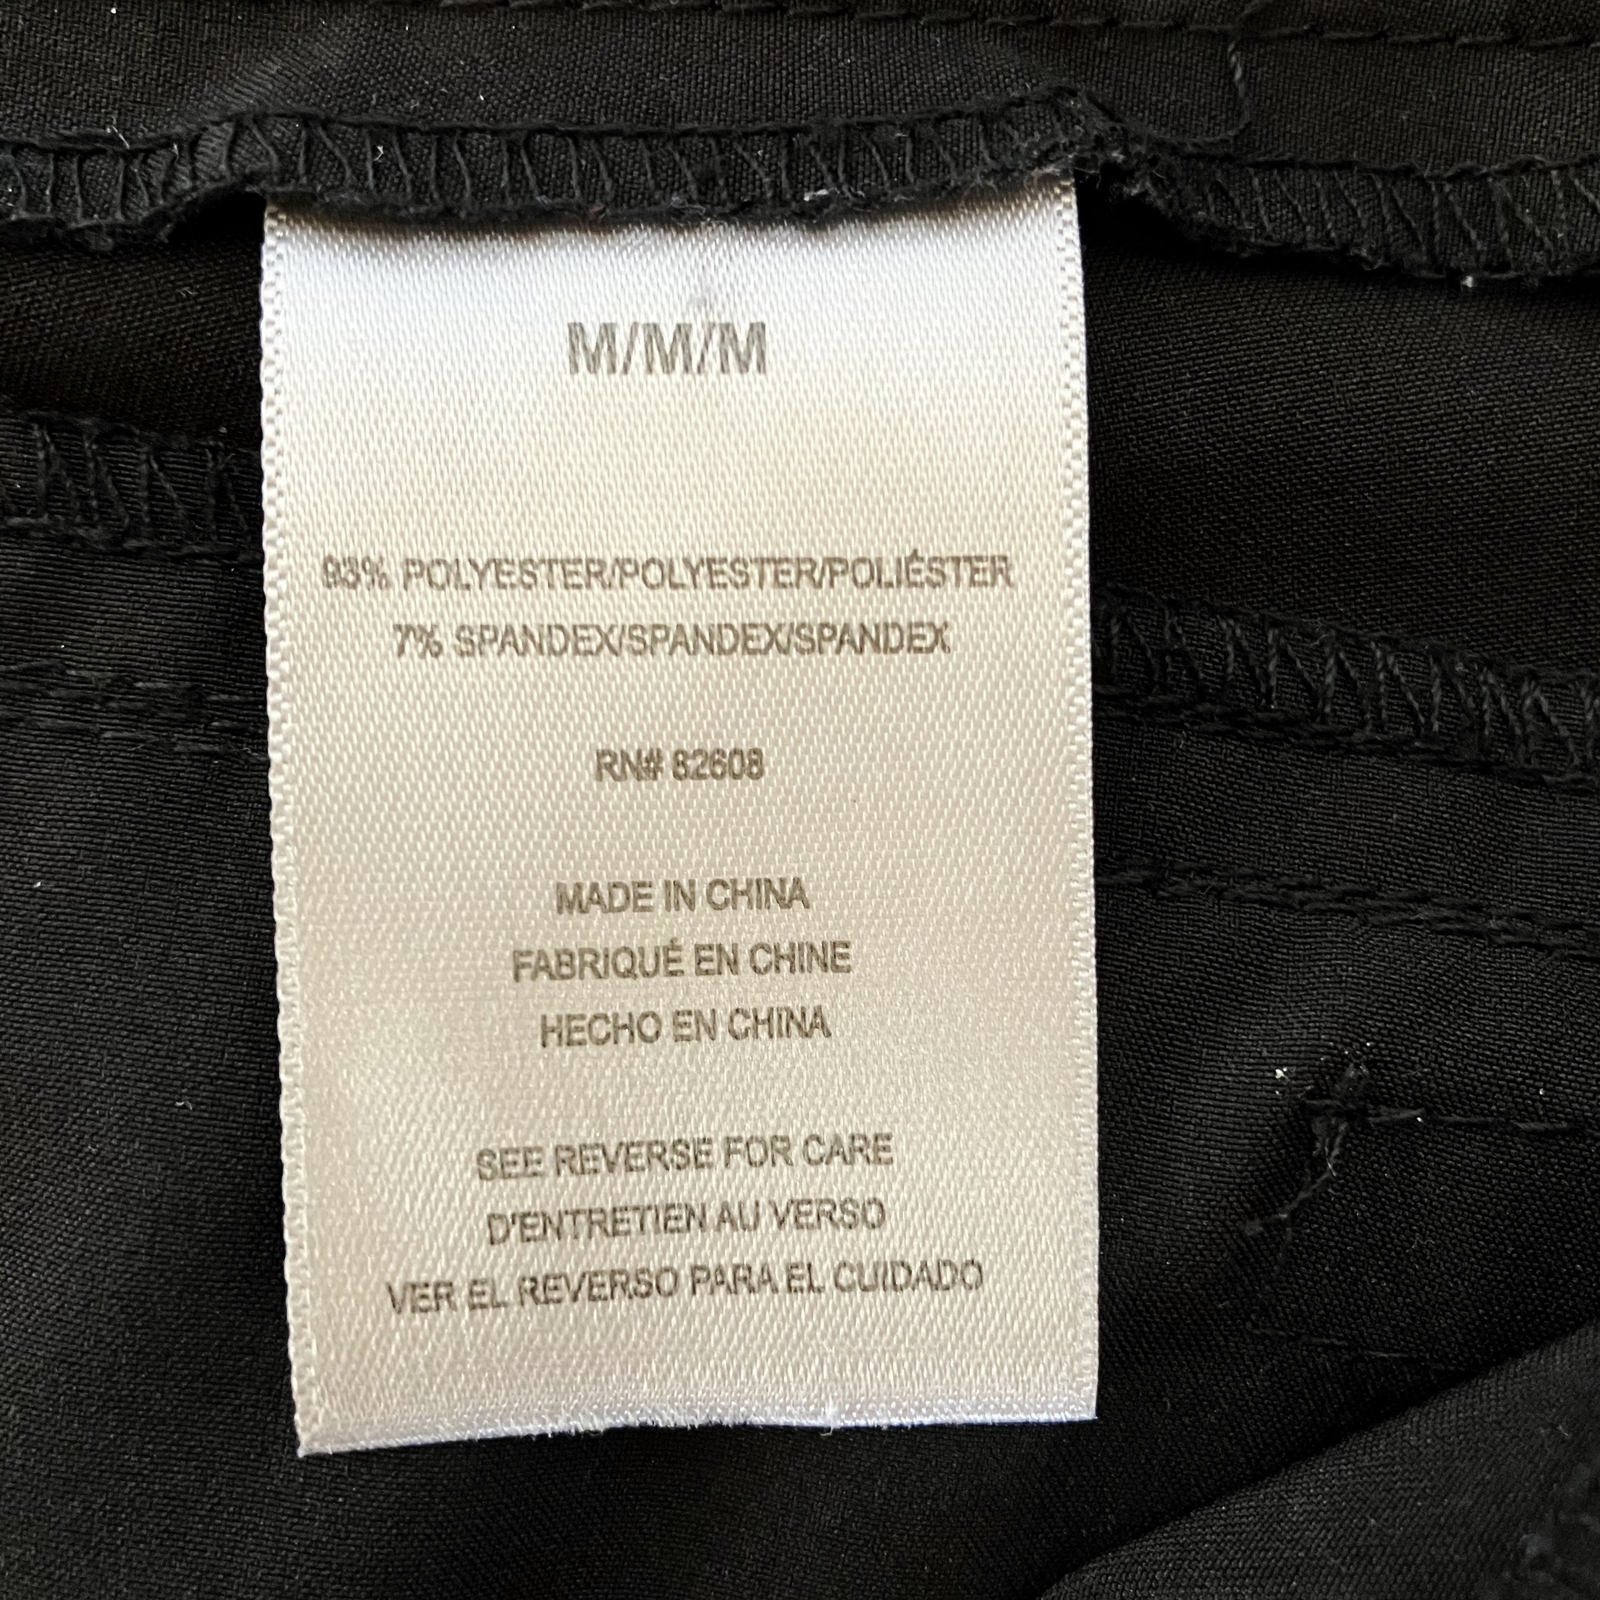 M/M/M
93% POLYESTER/POLYESTER/POLIÉSTER
7% SPANDEX/SPANDEX/SPANDEX
RN# 82608
MADE IN CHINA
FABRIQUÉ EN CHINE
HECHO EN CHINA
SEE REVERSE FOR CARE
D'ENTRETIEN AU VERSO
VER EL REVERSO PARA EL CUIDADO